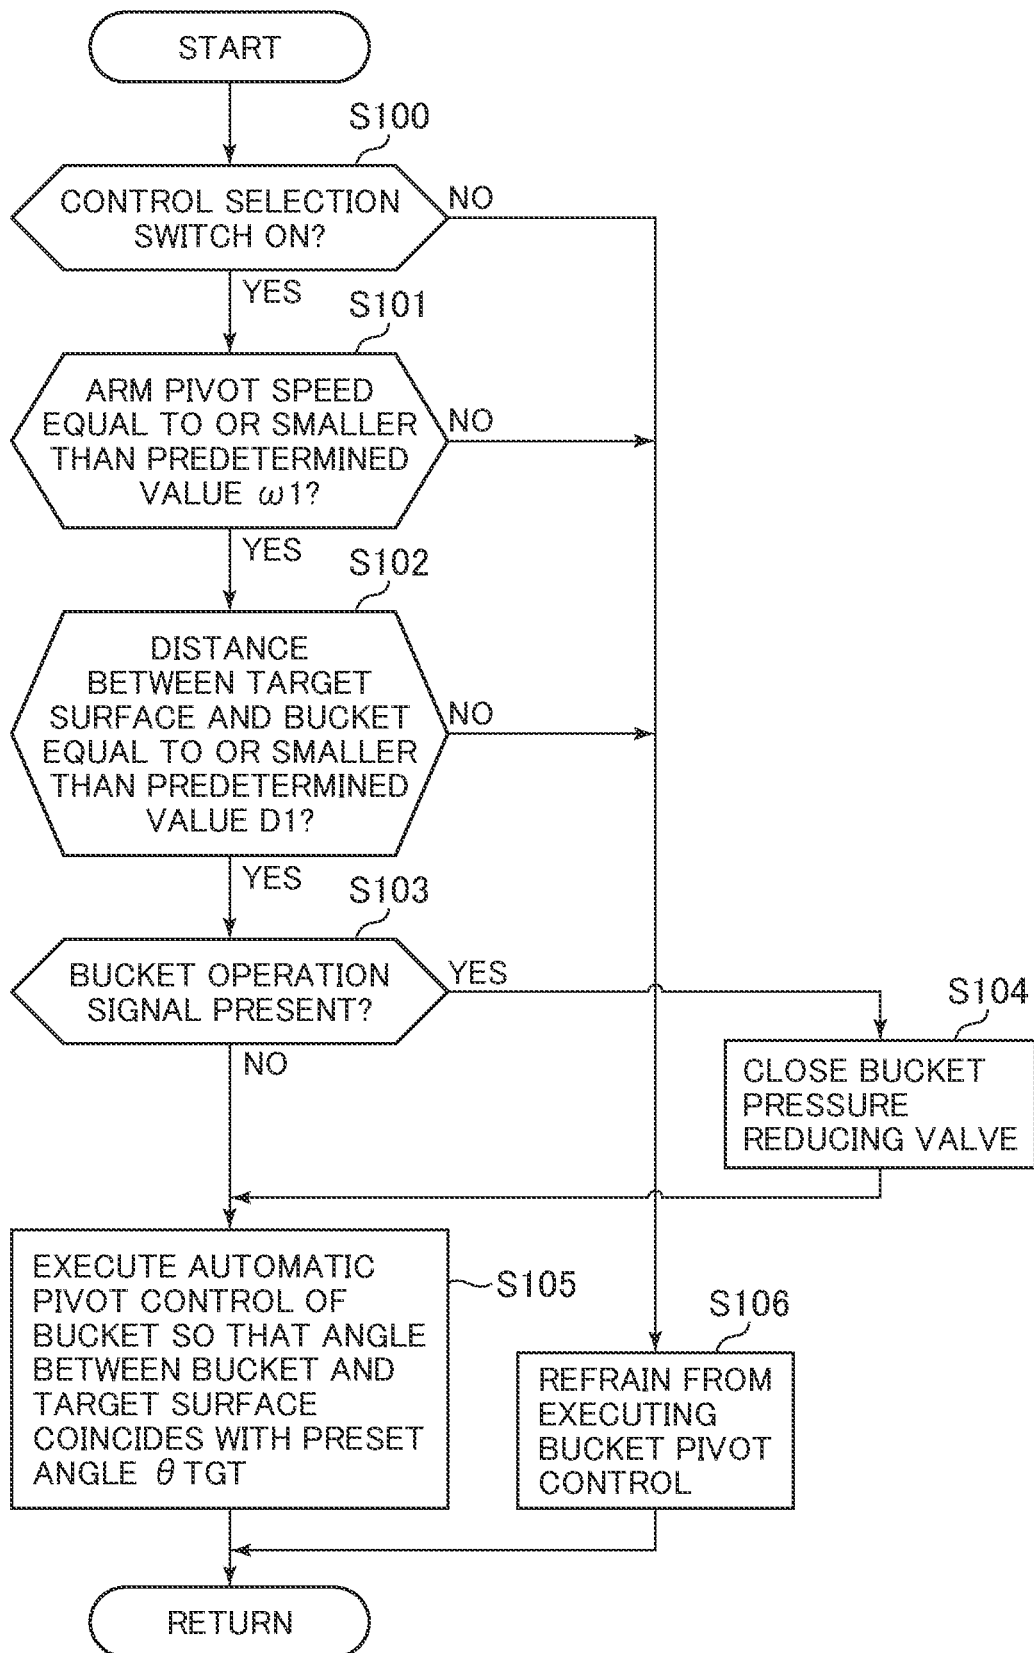 START
S100
CONTROL SELECTION
SWITCH ON?
NO
YES
S101
ARM PIVOT SPEED
EQUAL TO OR SMALLER
THAN PREDETERMINED
VALUE ω1?
NO
YES
S102
DISTANCE
BETWEEN TARGET
SURFACE AND BUCKET
EQUAL TO OR SMALLER
THAN PREDETERMINED
VALUE D1?
NO
YES
S103
BUCKET OPERATION
SIGNAL PRESENT?
YES
NO
S104
CLOSE BUCKET
PRESSURE
REDUCING VALVE
EXECUTE AUTOMATIC
PIVOT CONTROL OF
BUCKET SO THAT ANGLE
BETWEEN BUCKET AND
TARGET SURFACE
COINCIDES WITH PRESET
ANGLE θ TGT
S105
S106
REFRAIN FROM
EXECUTING
BUCKET PIVOT
CONTROL
RETURN